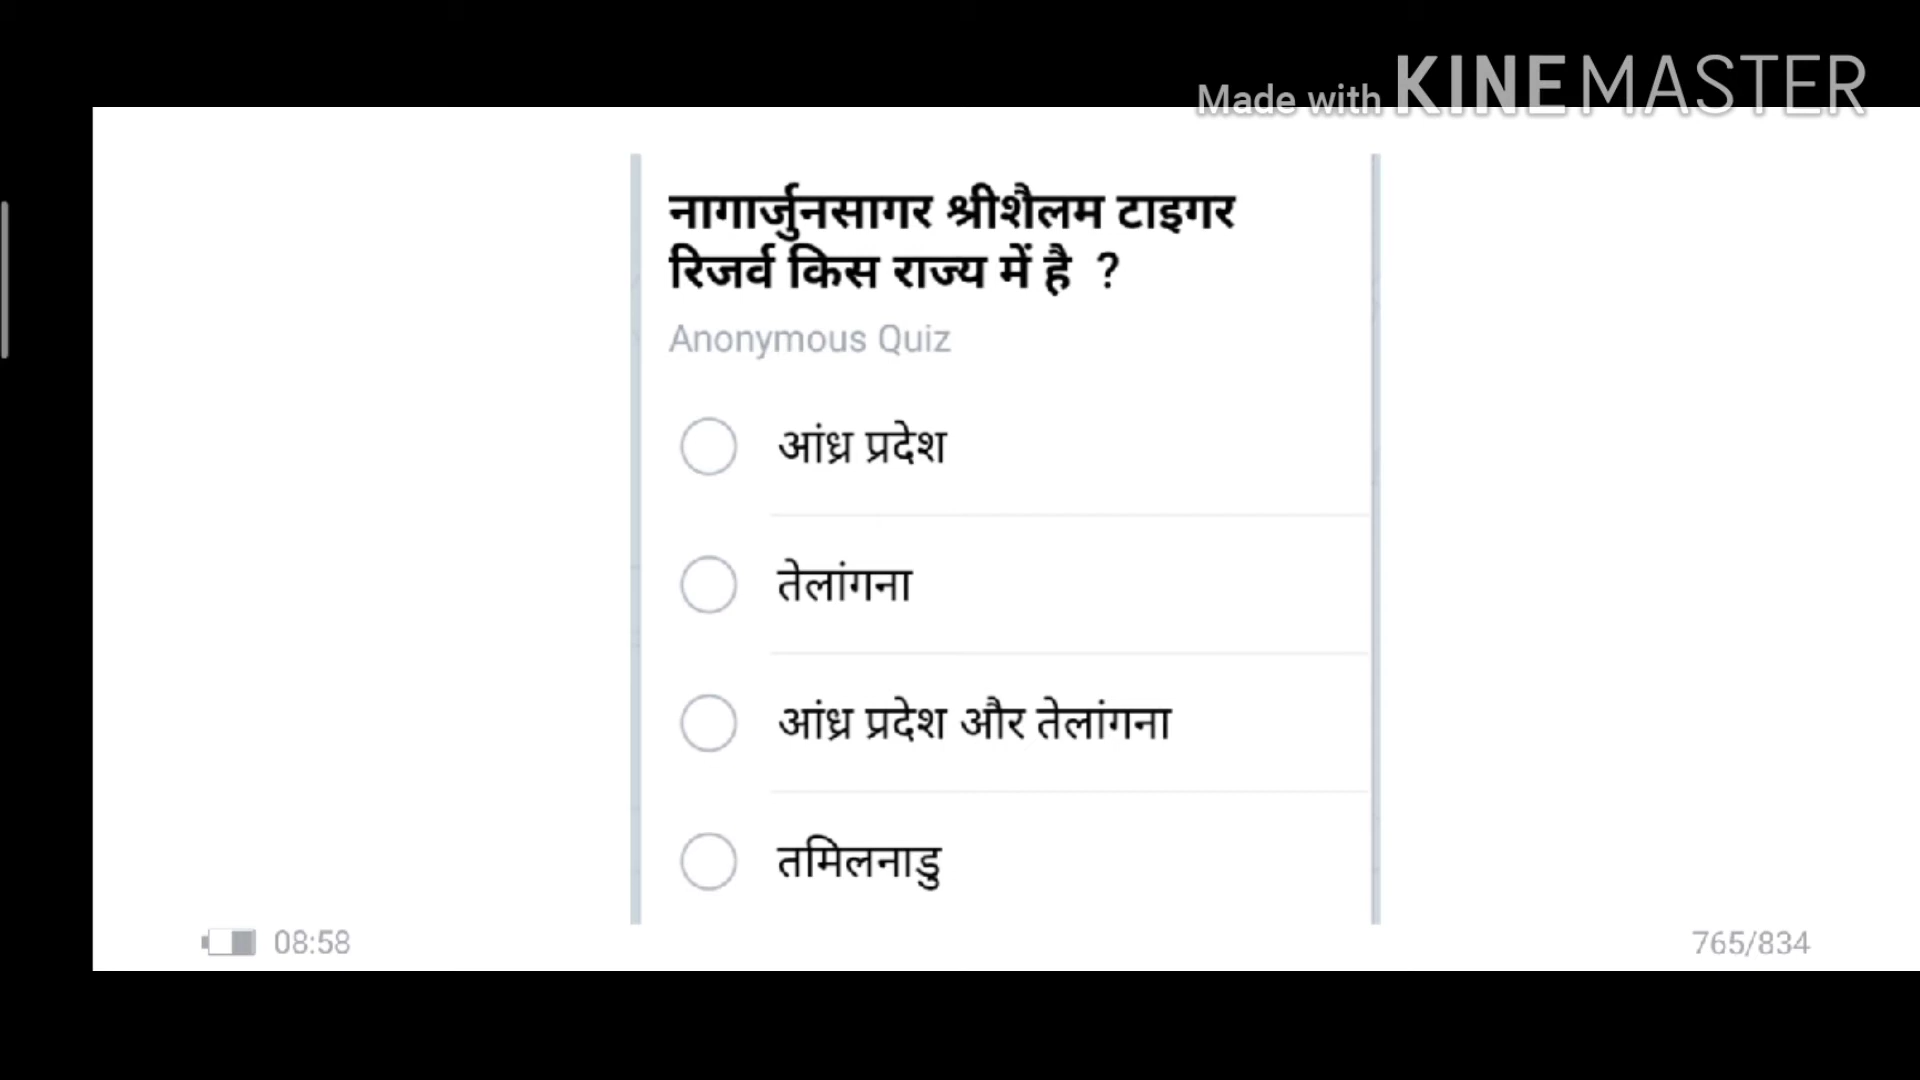 Made with KINEMASTER
नागार्जुनसागर श्रीशैलम टाइगर
रिजर्व किस राज्य में है ?
Anonymous Quiz
आंध्र प्रदेश
तेलांगना
आंध्र प्रदेश और तेलांगना
तमिलनाडु
08:58
765/834